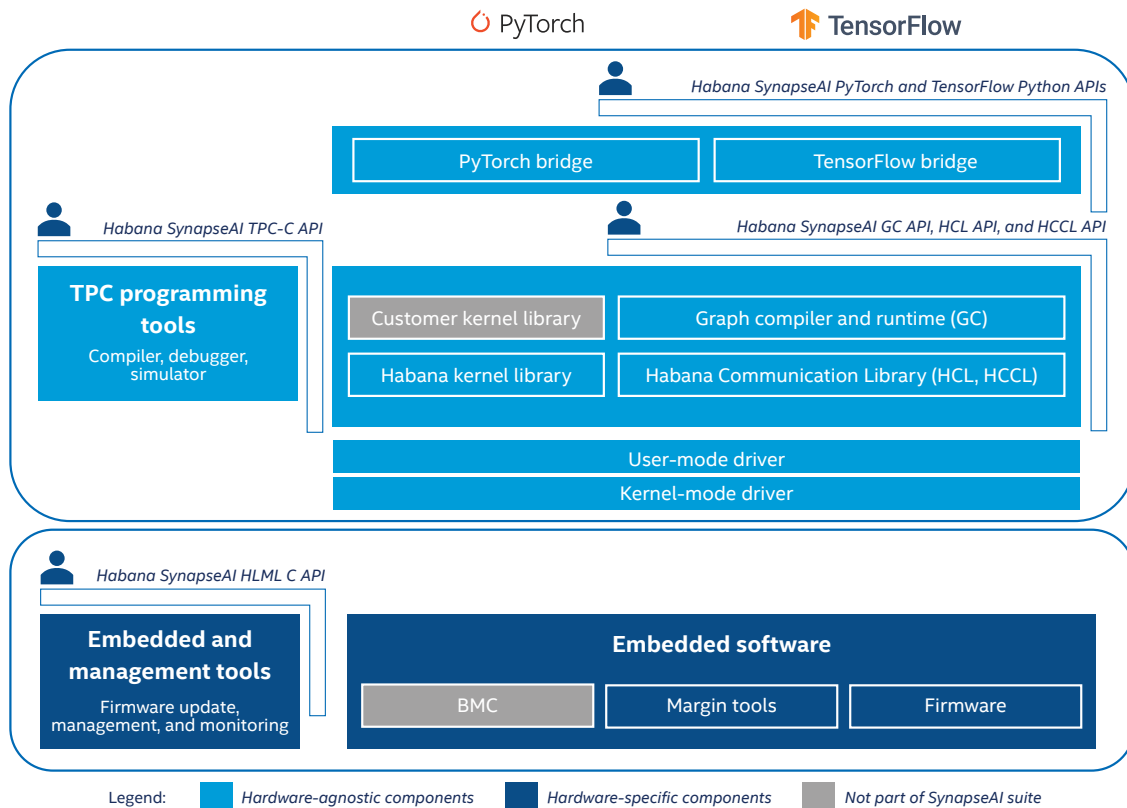 PyTorch
TensorFlow
Habana SynapseAI PyTorch and TensorFlow Python APIs
PyTorch bridge
TensorFlow bridge
Habana SynapseAI TPC-C API
Habana SynapseAI GC API, HCL API, and HCCL API
TPC programming
tools
Compiler, debugger,
simulator
Customer kernel library
Graph compiler and runtime (GC)
Habana kernel library
Habana Communication Library (HCL, HCCL)
User-mode driver
Kernel-mode driver
Habana SynapseAI HLML C API
Embedded and
management tools
Firmware update,
management, and monitoring
Embedded software
BMC
Margin tools
Firmware
Legend:
Hardware-agnostic components
Hardware-specific components
Not part of SynapseAI suite